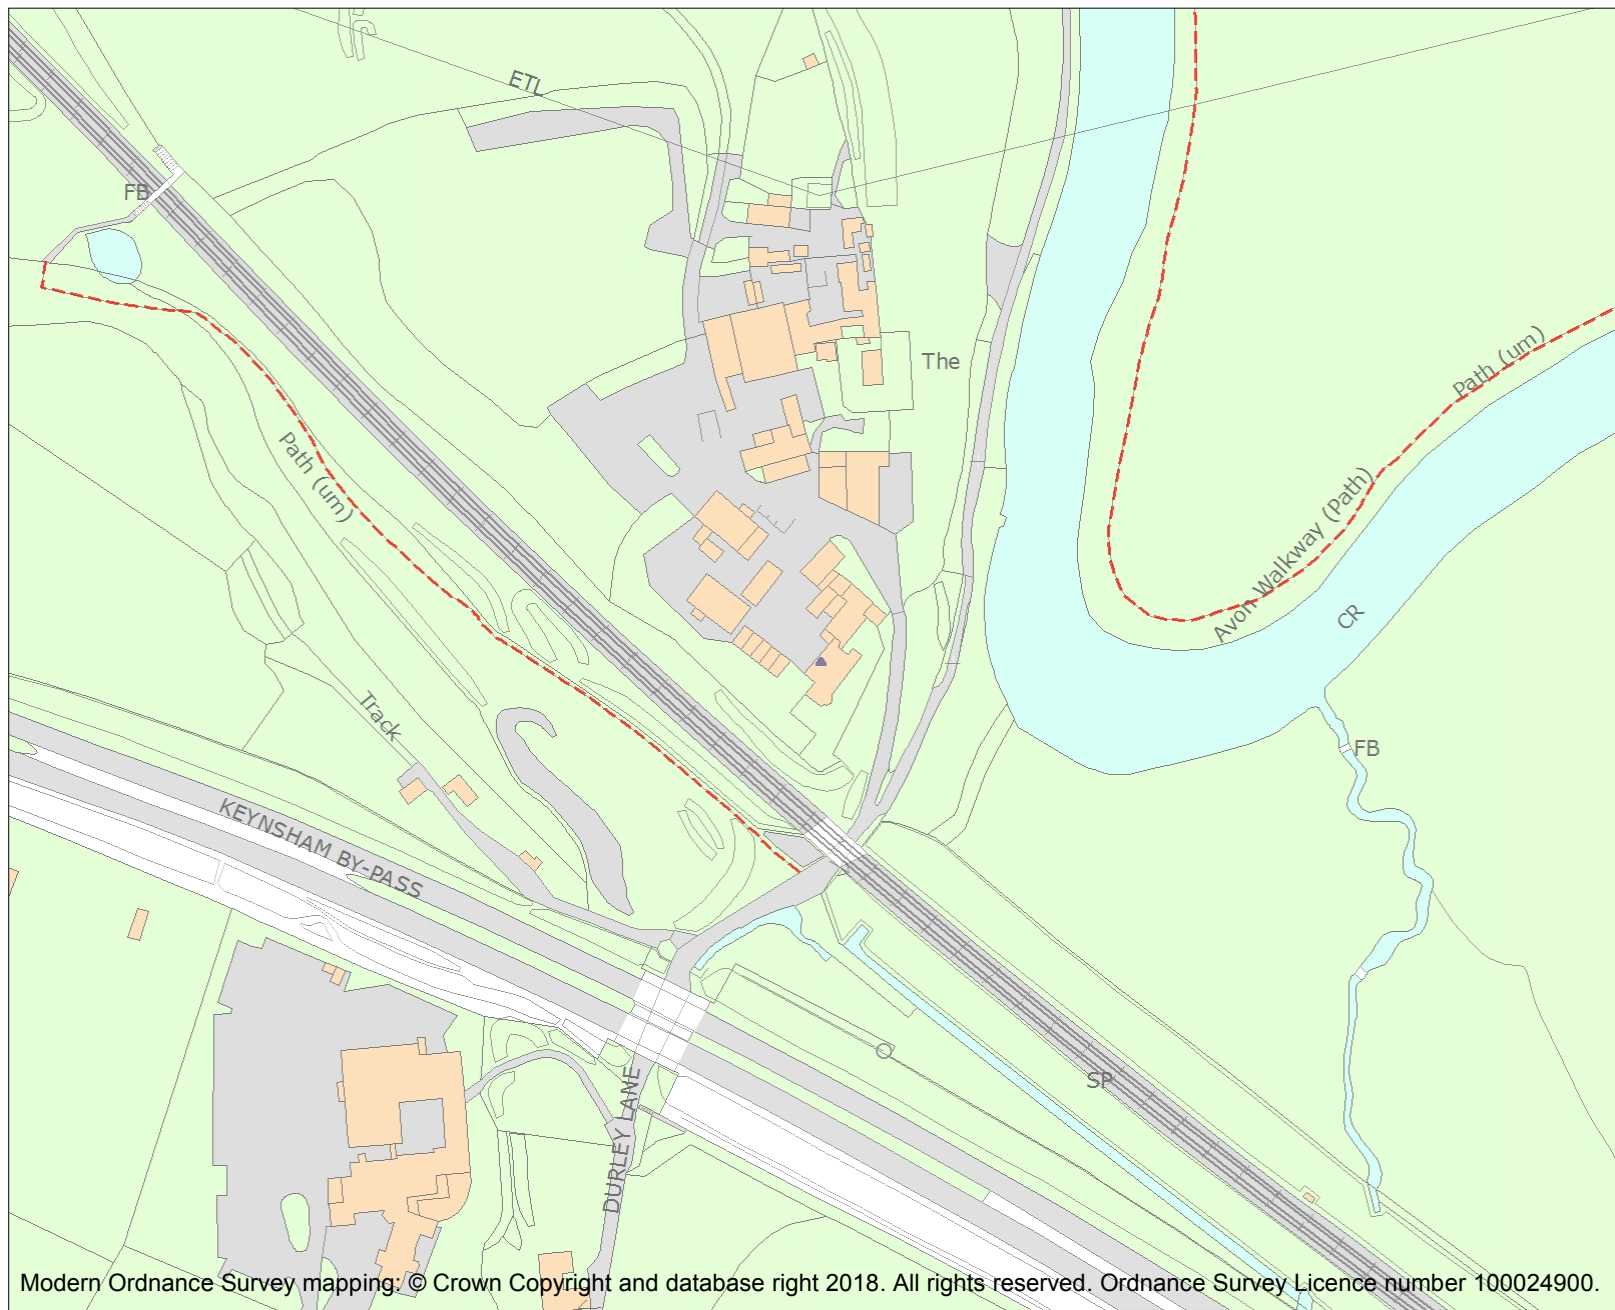 ETL
FB
The
Path (um)
Path (um)
Avon Walkway (Path)
CR
Track
FB
KEYNSHAM BY-PASS
SP
DURLEY LANE
Modern Ordnance Survey mapping: © Crown Copyright and database right 2018. All rights reserved. Ordnance Survey Licence number 100024900.